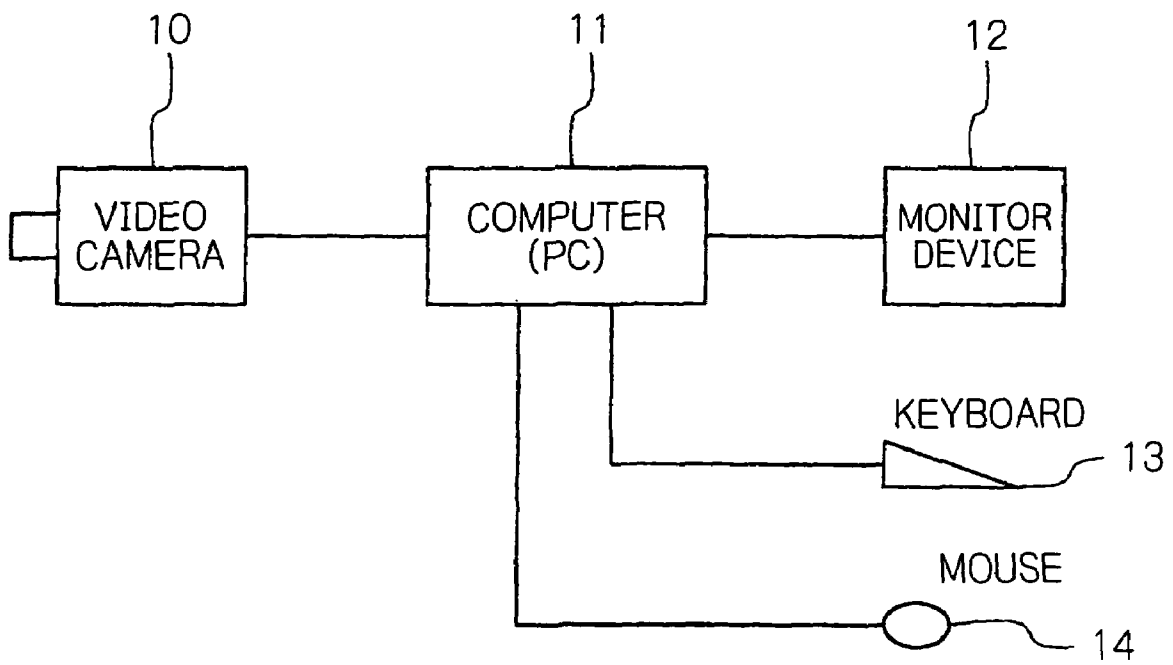 10
11
12
VIDEO
CAMERA
COMPUTER
(PC)
MONITOR
DEVICE
KEYBOARD
13
MOUSE
14